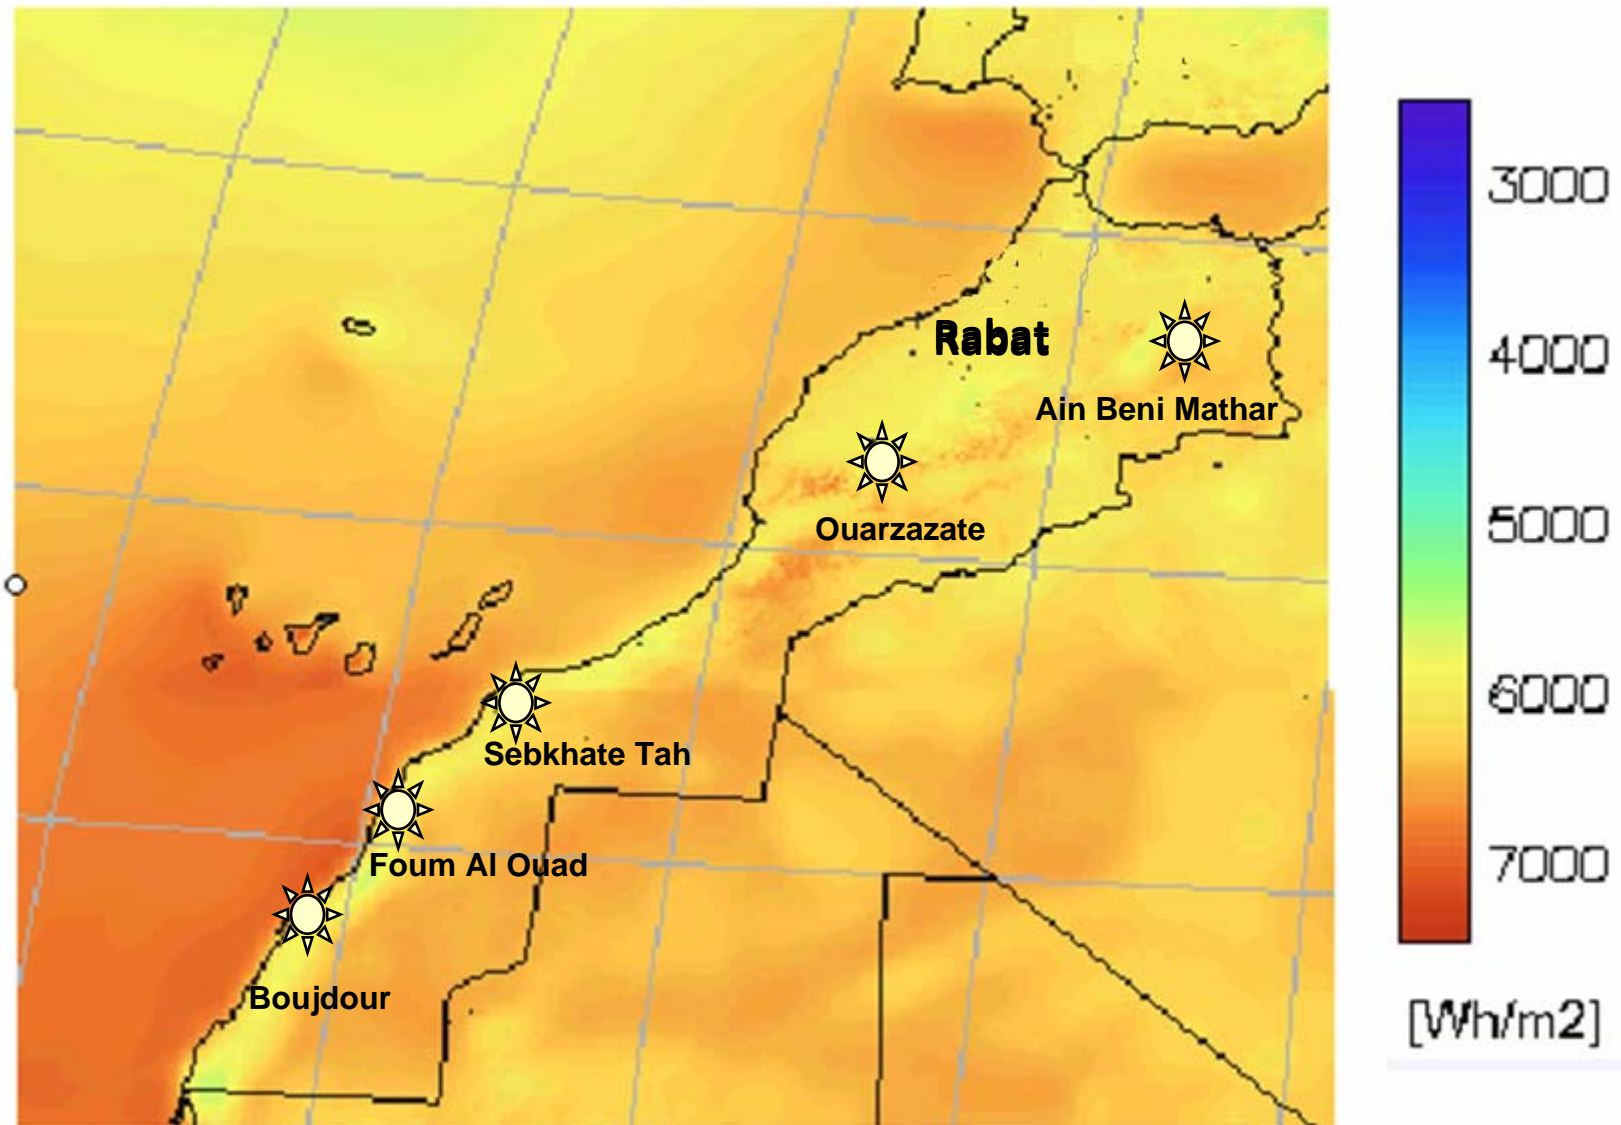 Rabat
Ain Beni Mathar
Ouarzazate
Sebkhate Tah
Foum Al Ouad
Boujdour
3000
4000
5000
6000
7000
[Wh/m2]